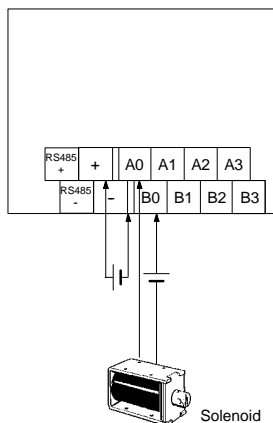 RS485 + + A0 A1 A2 A3
RS485 - - B0 B1 B2 B3
Solenoid